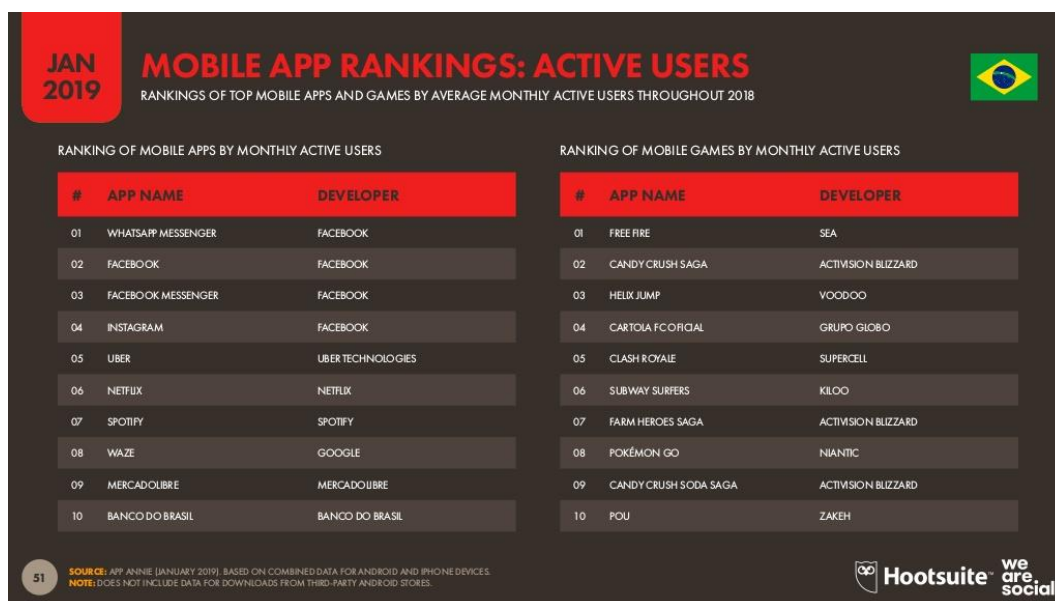 JAN
2019
MOBILE APP RANKINGS: ACTIVE USERS
RANKINGS OF TOP MOBILE APPS AND GAMES BY AVERAGE MONTHLY ACTIVE USERS THROUGHOUT 2018
RANKING OF MOBILE APPS BY MONTHLY ACTIVE USERS
# APP NAME DEVELOPER
01 WHATSAPP MESSENGER FACEBOOK
02 FACEBOOK FACEBOOK
03 FACEBOOK MESSENGER FACEBOOK
04 INSTAGRAM FACEBOOK
05 UBER UBER TECHNOLOGIES
06 NETFLIX NETFLIX
07 SPOTIFY SPOTIFY
08 WAZE GOOGLE
09 MERCADOLIBRE MERCADOLIBRE
10 BANCO DO BRASIL BANCO DO BRASIL
RANKING OF MOBILE GAMES BY MONTHLY ACTIVE USERS
# APP NAME DEVELOPER
01 FREE FIRE SEA
02 CANDY CRUSH SAGA ACTIVISION BLIZZARD
03 HELIX JUMP VOODOO
04 CARTOLA FC OFICIAL GRUPO GLOBO
05 CLASH ROYALE SUPERCELL
06 SUBWAY SURFERS KILOO
07 FARM HEROES SAGA ACTIVISION BLIZZARD
08 POKÉMON GO NIANTIC
09 CANDY CRUSH SODA SAGA ACTIVISION BLIZZARD
10 POU ZAKEH
51
SOURCE: APP ANNIE (JANUARY 2019). BASED ON COMBINED DATA FOR ANDROID AND IPHONE DEVICES.
NOTE: DOES NOT INCLUDE DATA FOR DOWNLOADS FROM THIRD-PARTY ANDROID STORES.
Hootsuite™
we
are
social